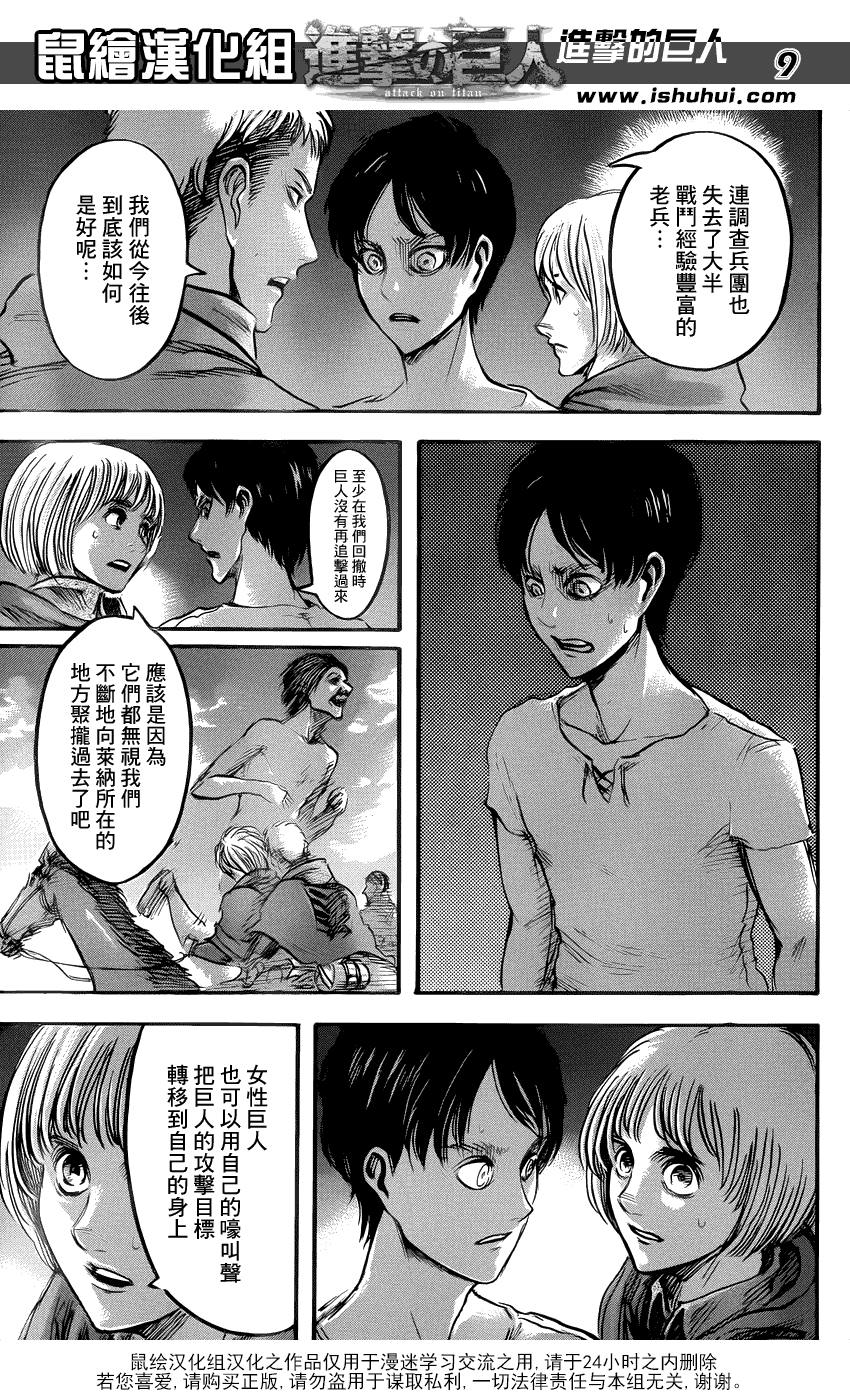 鼠繪漢化組
進撃の巨人
attack on titan
進擊的巨人
www.ishuhui.com
9
連調查兵團也
失去了大半
戰鬥經驗豐富的
老兵…
我們從今往後
到底該如何
是好呢…
至少在我們回撤時
巨人沒有再追擊過來
應該是因為
它們都無視我們
不斷地向萊納所在的
地方聚攏過去了吧
女性巨人
也可以用自己的嚎叫聲
把巨人的攻擊目標
轉移到自己的身上
鼠绘汉化组汉化之作品仅用于漫迷学习交流之用, 请于24小时之内删除
若您喜爱, 请购买正版, 请勿用于谋取私利, 一切法律责任与本组无关, 谢谢.